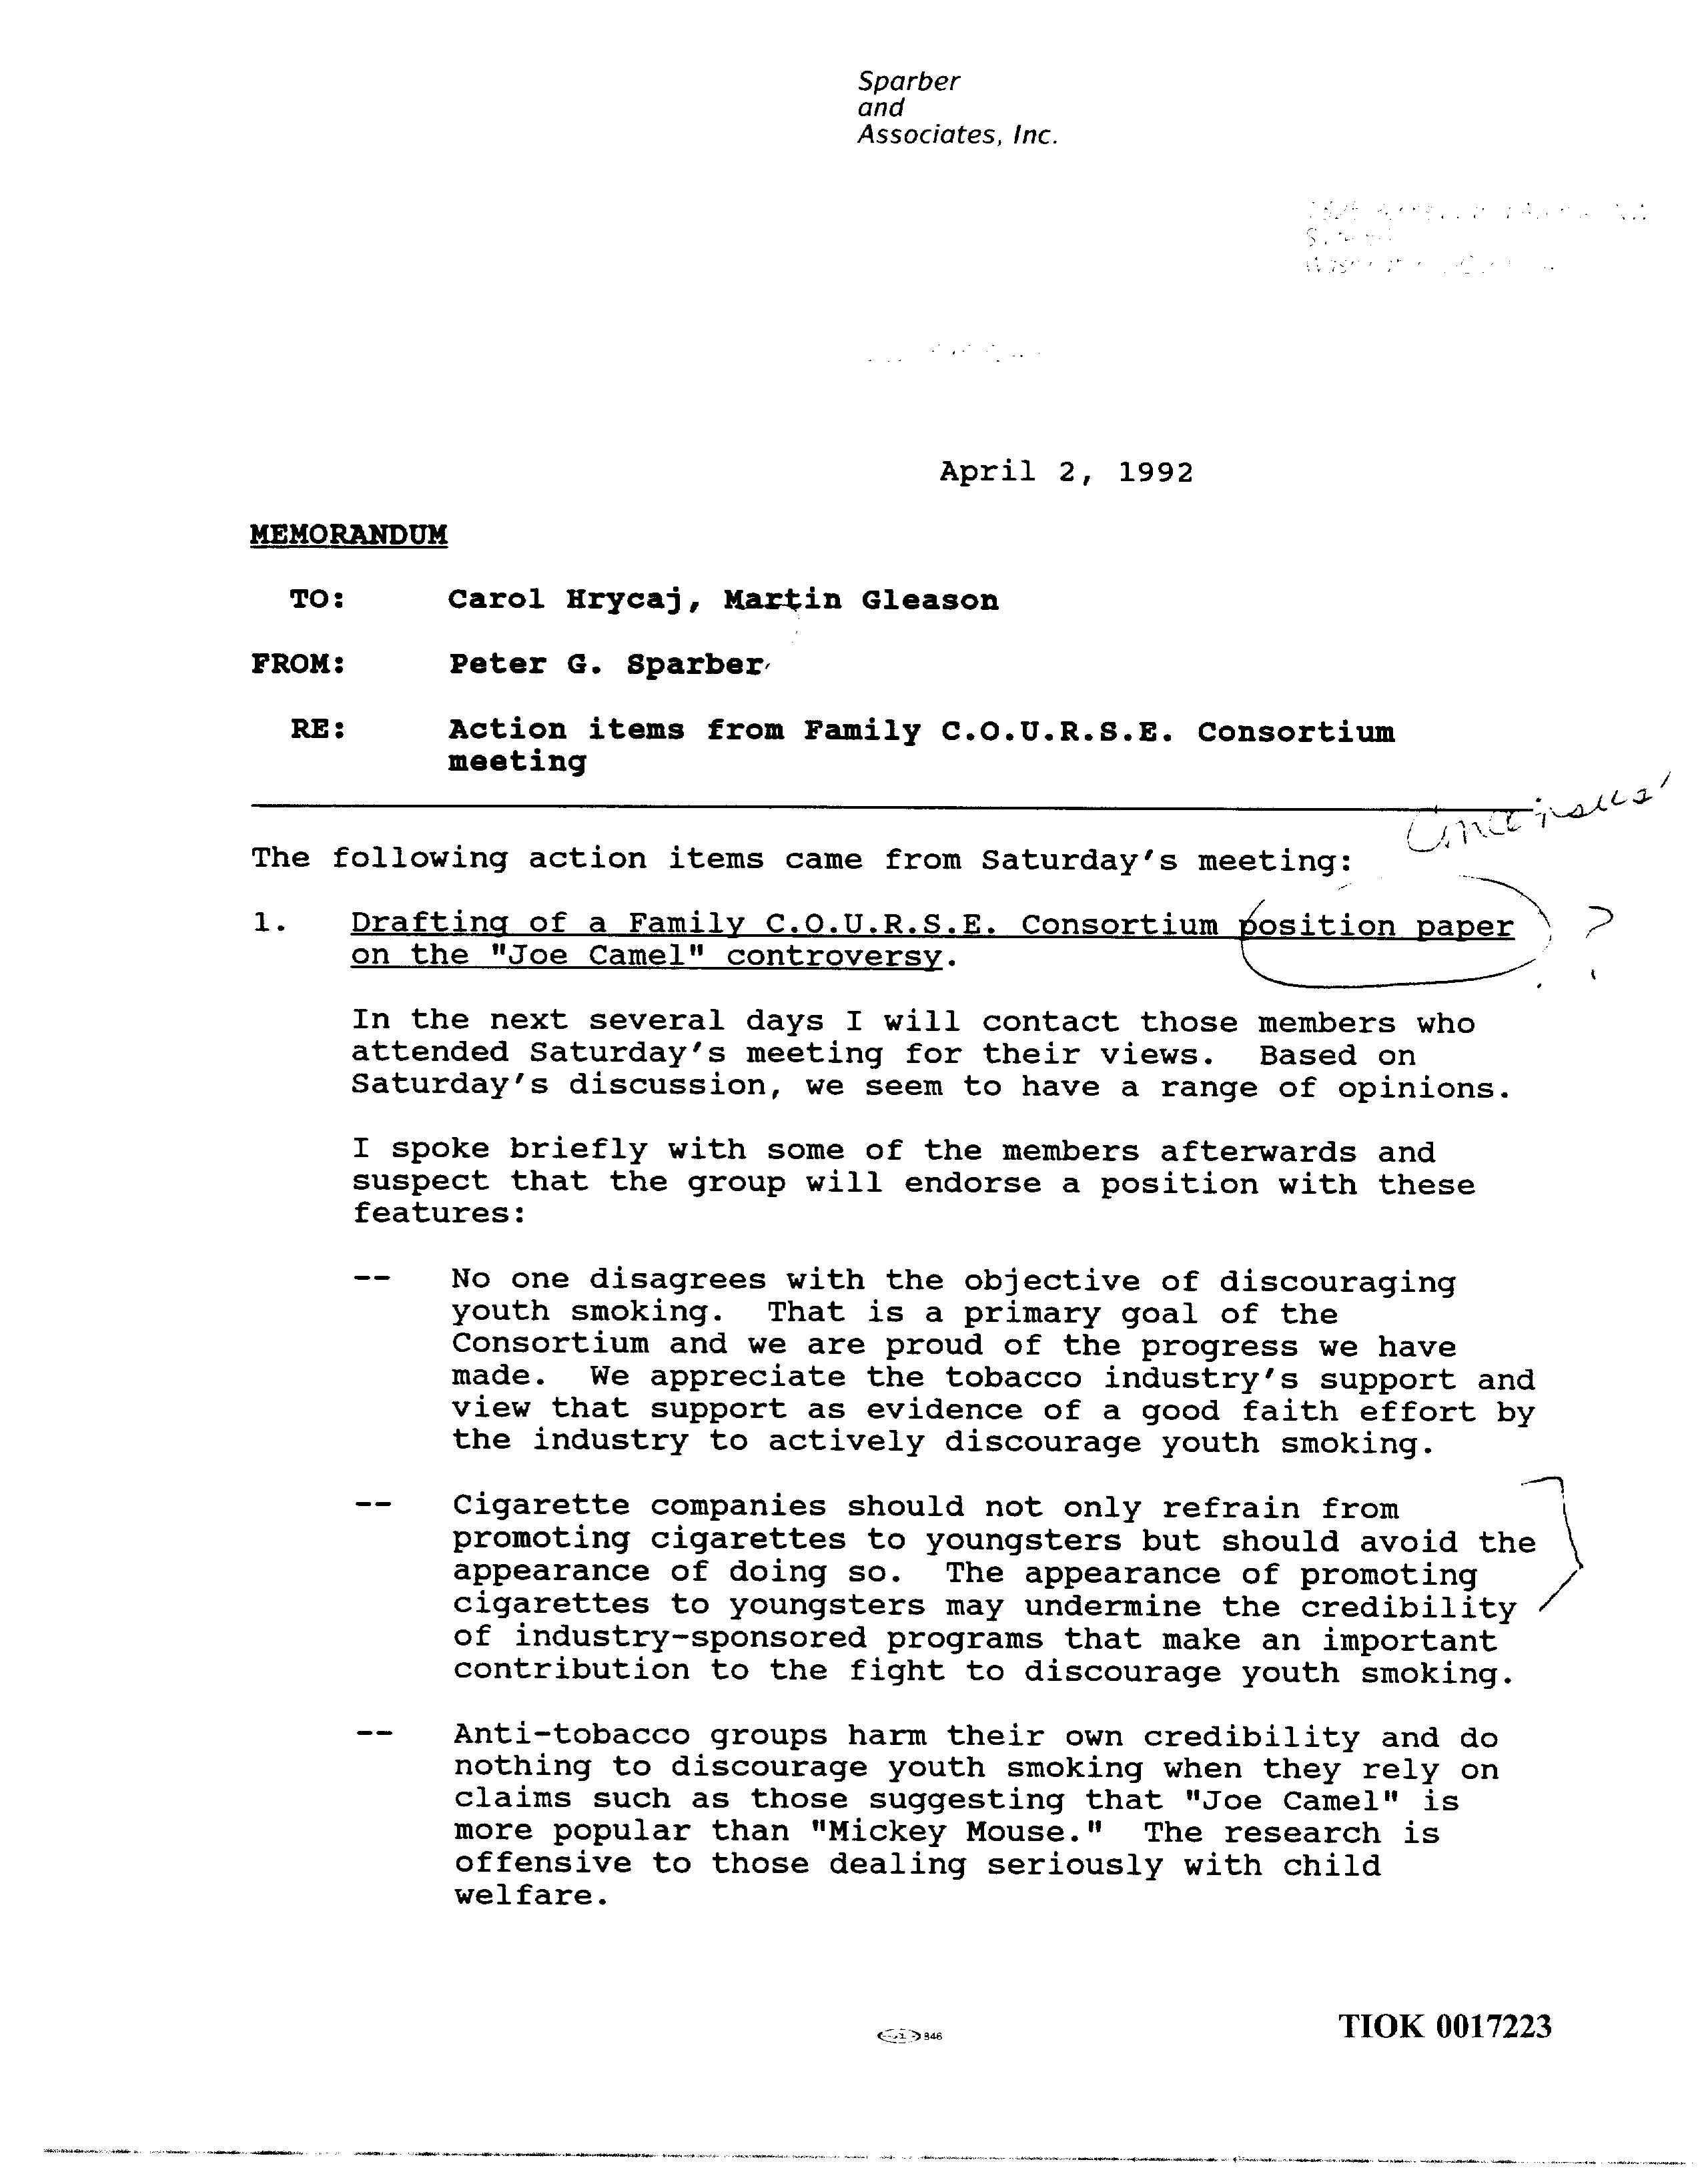 Sparber
and
Associates, Inc.
April 2, 1992
MEMORANDUM
TO: Carol Hrycaj, Martin Gleason
FROM: Peter G. Sparber
RE: Action items from Family C.O.U.R.S.E. Consortium
meeting
The following action items came from Saturday's meeting:
1. Drafting of a Family C.O.U.R.S.E. Consortium position paper
on the "Joe Camel" controversy.
?
In the next several days I will contact those members who
attended Saturday's meeting for their views. Based on
Saturday's discussion, we seem to have a range of opinions.
I spoke briefly with some of the members afterwards and
suspect that the group will endorse a position with these
features:
-- No one disagrees with the objective of discouraging
youth smoking. That is a primary goal of the
Consortium and we are proud of the progress we have
made. We appreciate the tobacco industry's support and
view that support as evidence of a good faith effort by
the industry to actively discourage youth smoking.
-- Cigarette companies should not only refrain from
promoting cigarettes to youngsters but should avoid the
appearance of doing so. The appearance of promoting
cigarettes to youngsters may undermine the credibility
of industry-sponsored programs that make an important
contribution to the fight to discourage youth smoking.
-- Anti-tobacco groups harm their own credibility and do
nothing to discourage youth smoking when they rely on
claims such as those suggesting that "Joe Camel" is
more popular than "Mickey Mouse." The research is
offensive to those dealing seriously with child
welfare.
TIOK 0017223